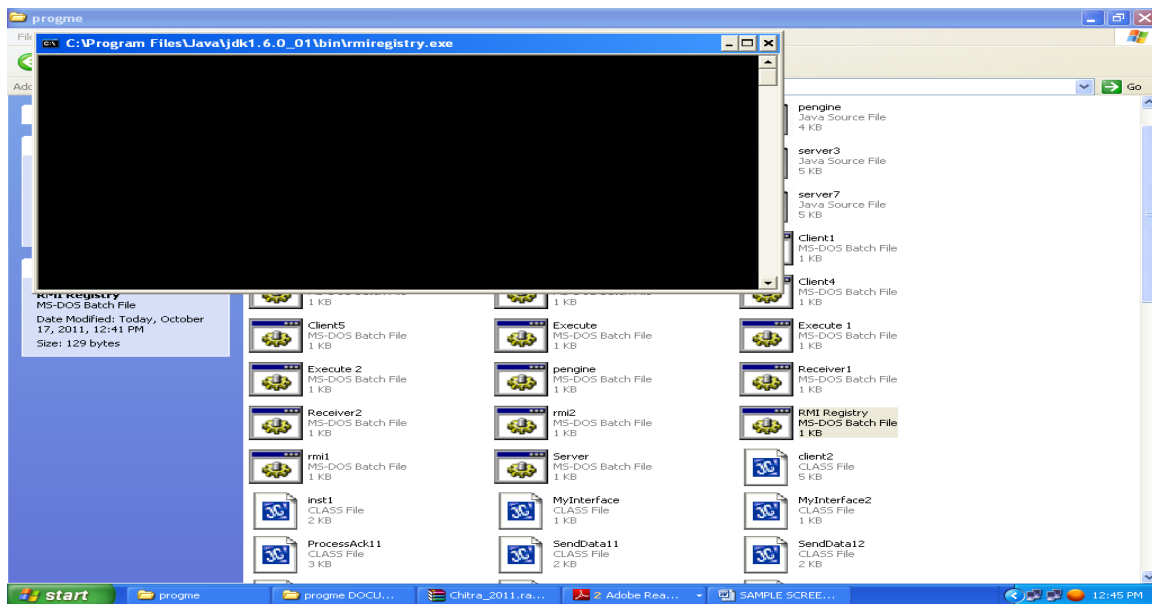 progme
C:\Program Files\Java\jdk1.6.0_01\bin\rmiregistry.exe
Go
pengine
Java Source File
4 KB
server3
Java Source File
5 KB
server7
Java Source File
5 KB
Client1
MS-DOS Batch File
1 KB
Client4
MS-DOS Batch File
1 KB
RMI Registry
MS-DOS Batch File
Date Modified: Today, October
17, 2011, 12:41 PM
Size: 129 bytes
1 KB
1 KB
Client5
MS-DOS Batch File
1 KB
Execute
MS-DOS Batch File
1 KB
Execute 1
MS-DOS Batch File
1 KB
Execute 2
MS-DOS Batch File
1 KB
pengine
MS-DOS Batch File
1 KB
Receiver1
MS-DOS Batch File
1 KB
Receiver2
MS-DOS Batch File
1 KB
rmi2
MS-DOS Batch File
1 KB
RMI Registry
MS-DOS Batch File
1 KB
rmi1
MS-DOS Batch File
1 KB
Server
MS-DOS Batch File
1 KB
client2
CLASS File
5 KB
inst1
CLASS File
2 KB
MyInterface
CLASS File
1 KB
MyInterface2
CLASS File
1 KB
ProcessAck11
CLASS File
3 KB
SendData11
CLASS File
2 KB
SendData12
CLASS File
2 KB
start
progme
progme DOCU...
Chitra_2011.ra...
2 Adobe Rea...
SAMPLE SCREE...
12:45 PM